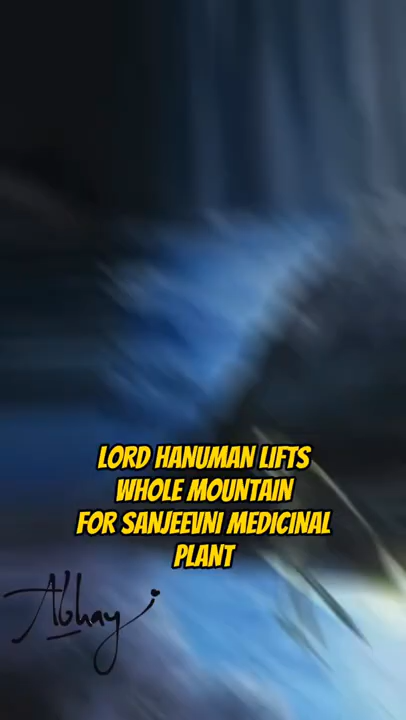 LORD HANUMAN LIFTS
WHOLE MOUNTAIN
FOR SANJEEVNI MEDICINAL
PLANT
Abhay